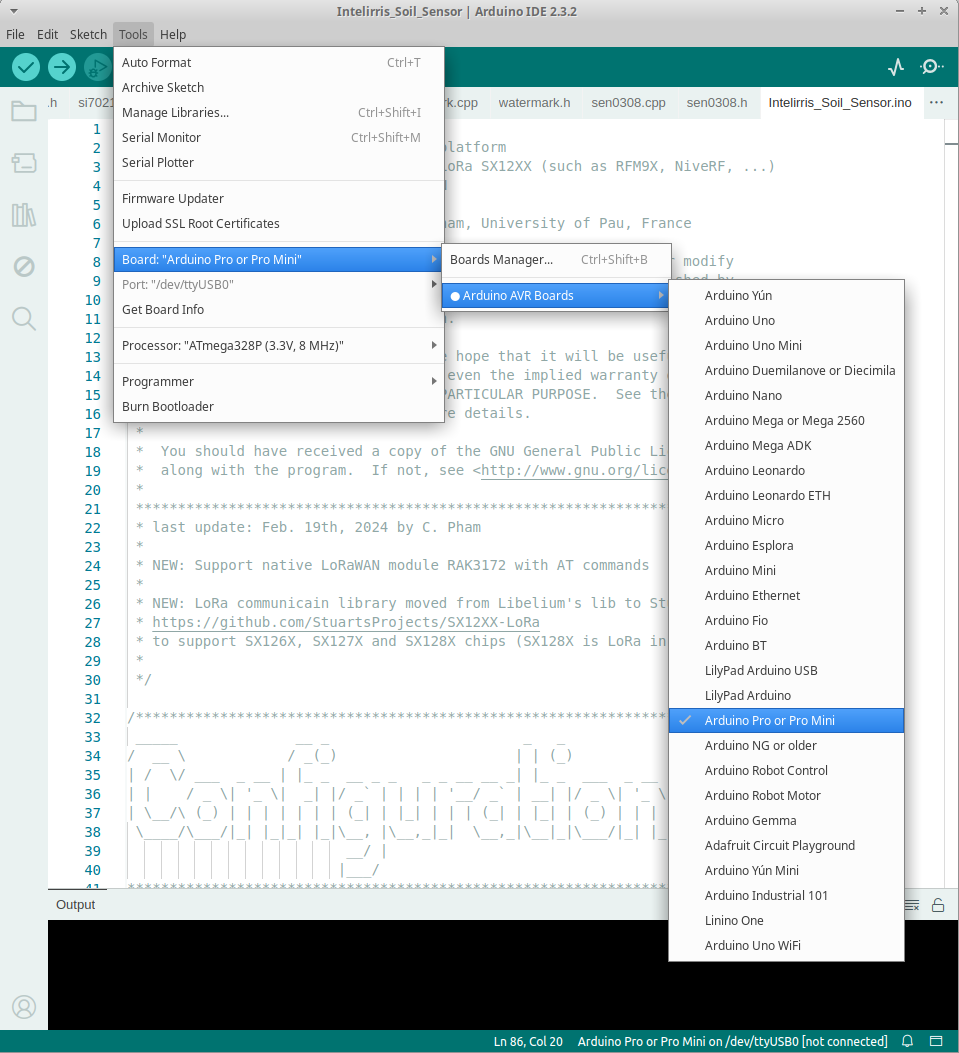 Intelirris_Soil_Sensor | Arduino IDE 2.3.2
File Edit Sketch Tools Help
.h si7021 rk.cpp watermark.h sen0308.cpp sen0308.h Intelirris_Soil_Sensor.ino ...
Auto Format Ctrl+T
Archive Sketch
Manage Libraries... Ctrl+Shift+I
Serial Monitor Ctrl+Shift+M
Serial Plotter
Firmware Updater
Upload SSL Root Certificates
Board: "Arduino Pro or Pro Mini"
Port: "/dev/ttyUSB0"
Get Board Info
Processor: "ATmega328P (3.3V, 8 MHz)"
Programmer
Burn Bootloader
Boards Manager... Ctrl+Shift+B
Arduino AVR Boards
Arduino Yún
Arduino Uno
Arduino Uno Mini
Arduino Duemilanove or Diecimila
Arduino Nano
Arduino Mega or Mega 2560
Arduino Mega ADK
Arduino Leonardo
Arduino Leonardo ETH
Arduino Micro
Arduino Esplora
Arduino Mini
Arduino Ethernet
Arduino Fio
Arduino BT
LilyPad Arduino USB
LilyPad Arduino
Arduino Pro or Pro Mini
Arduino NG or older
Arduino Robot Control
Arduino Robot Motor
Arduino Gemma
Adafruit Circuit Playground
Arduino Yún Mini
Arduino Industrial 101
Linino One
Arduino Uno WiFi
1
2 platform
3 LoRa SX12XX (such as RFM9X, NiveRF, ...)
4
5
6 ham, University of Pau, France
7
8 modify
9
10
11
12
13 hope that it will be usef
14 even the implied warranty
15 PARTICULAR PURPOSE. See the
16 re details.
17 *
18 * You should have received a copy of the GNU General Public Li
19 * along with the program. If not, see <http://www.gnu.org/lice
20 *
21 ****************************************************************
22 * last update: Feb. 19th, 2024 by C. Pham
23 *
24 * NEW: Support native LoRaWAN module RAK3172 with AT commands
25 *
26 * NEW: LoRa communicain library moved from Libelium's lib to St
27 * https://github.com/StuartsProjects/SX12XX-LoRa
28 * to support SX126X, SX127X and SX128X chips (SX128X is LoRa in
29 *
30 */
31
32 /****************************************************************
33
34
35
36
37
38
39
40
41 ****************************************************************
Configuration
Output
Ln 86, Col 20 Arduino Pro or Pro Mini on /dev/ttyUSB0 [not connected]